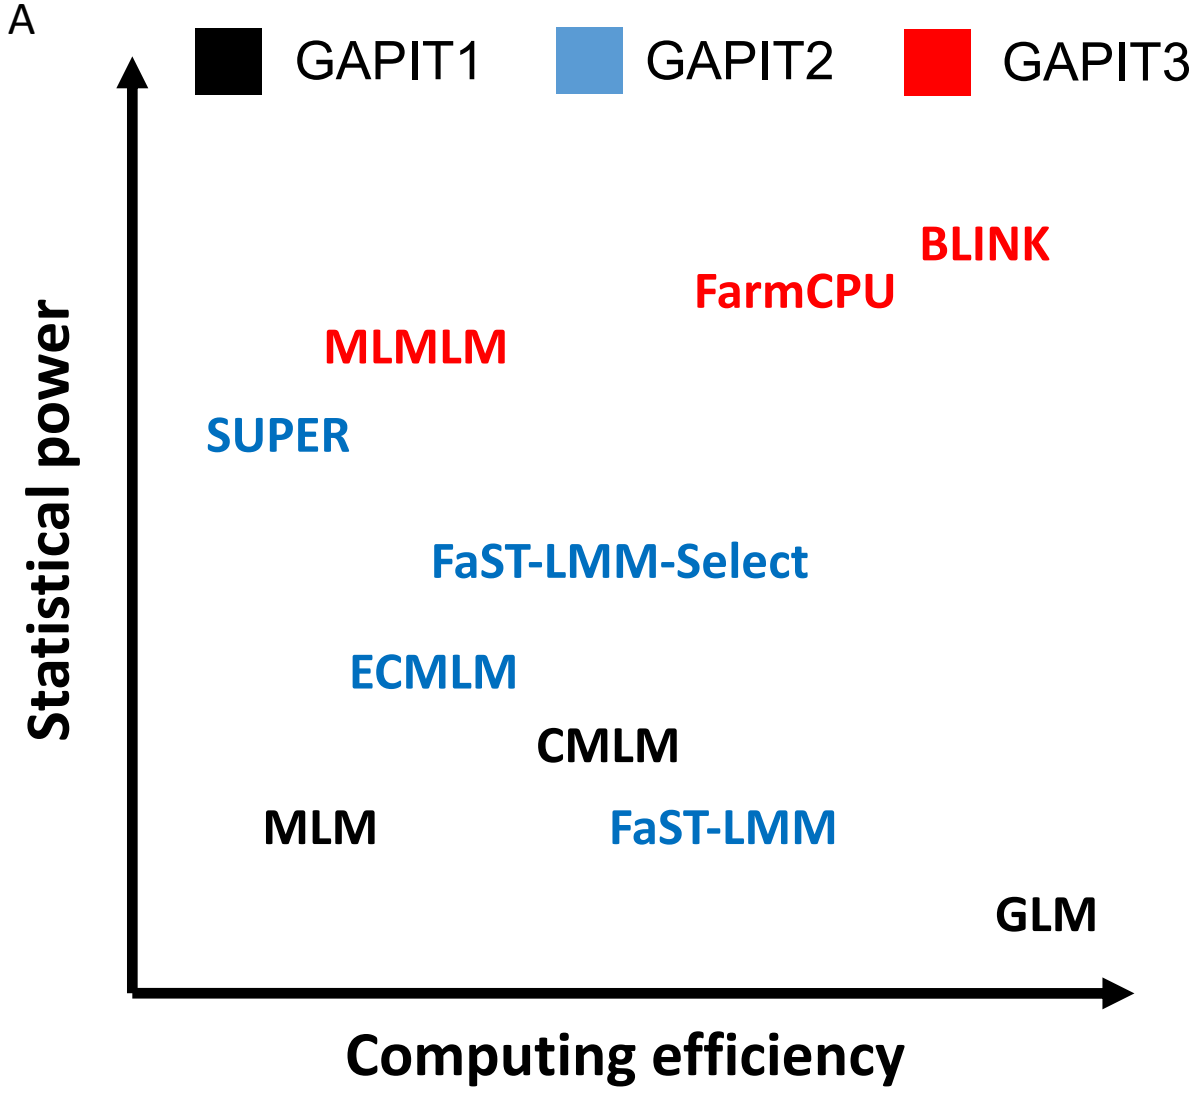 A
GAPIT1 GAPIT2 GAPIT3
BLINK
FarmCPU
MLMLM
SUPER
FaST-LMM-Select
ECMLM
CMLM
MLM FaST-LMM
GLM
Statistical power
Computing efficiency